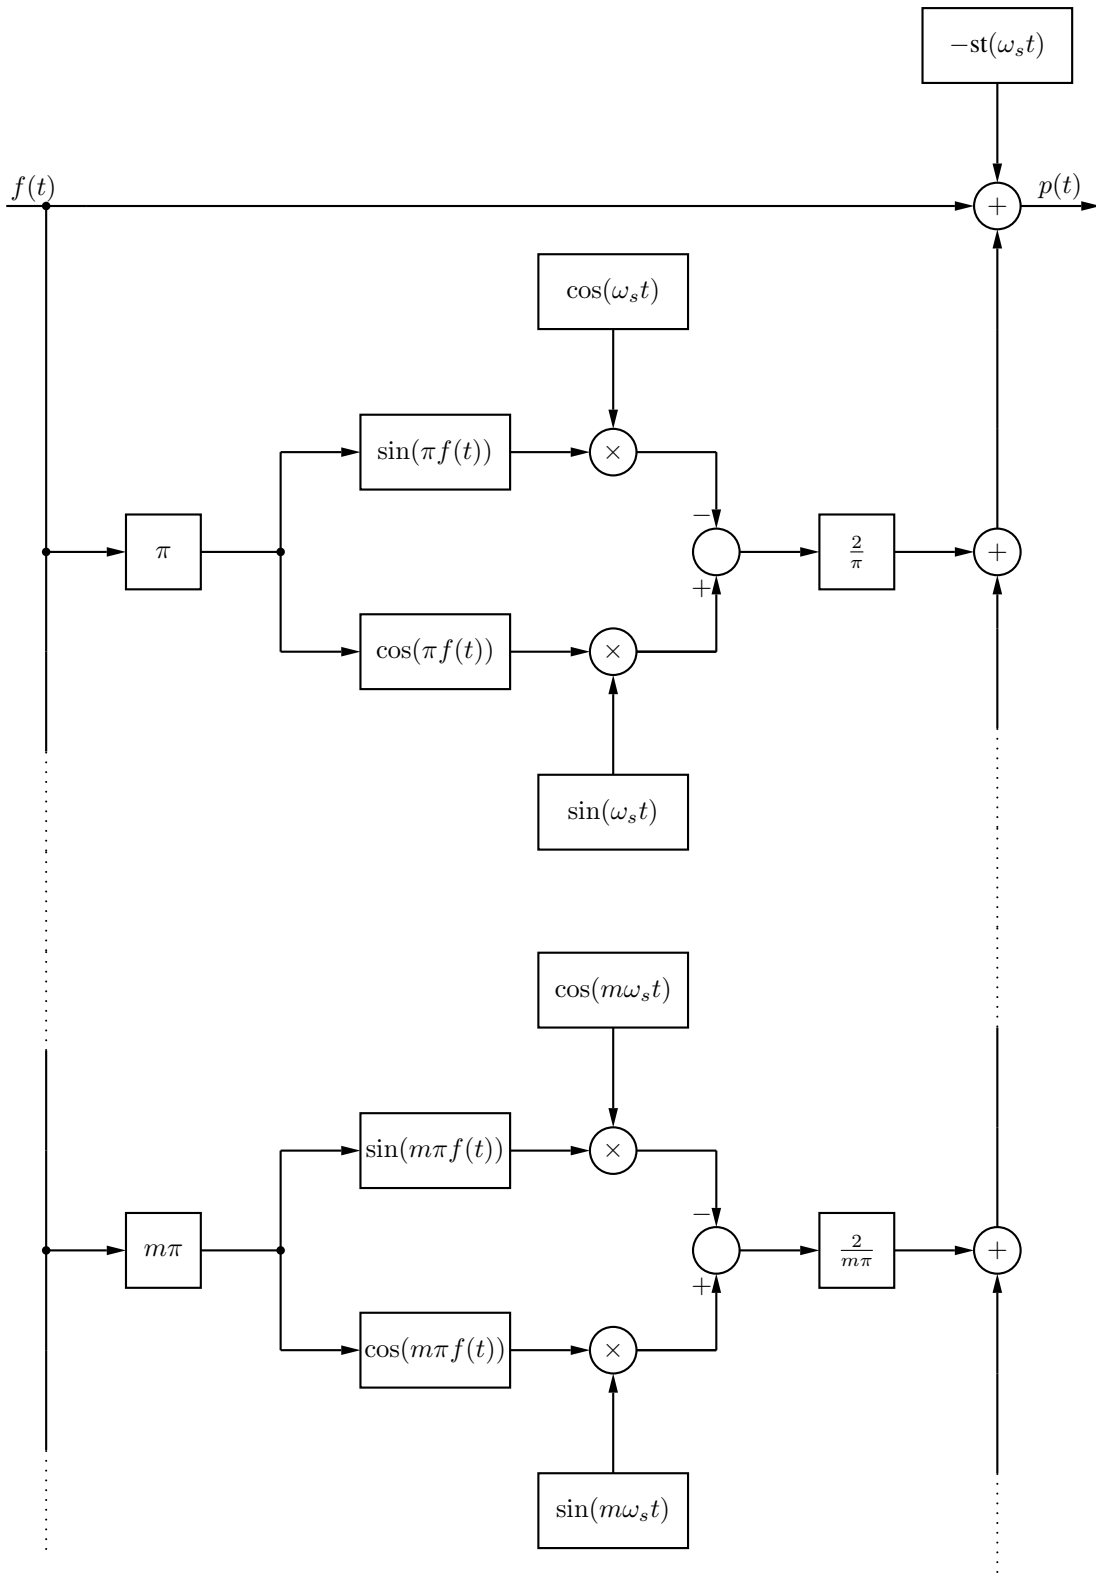 −st(ω_s t)
f(t)
+
p(t)
cos(ω_s t)
sin(πf(t))
×
−
π
2/π
+
+
cos(πf(t))
×
sin(ω_s t)
cos(mω_s t)
sin(mπf(t))
×
−
mπ
2/mπ
+
+
cos(mπf(t))
×
sin(mω_s t)